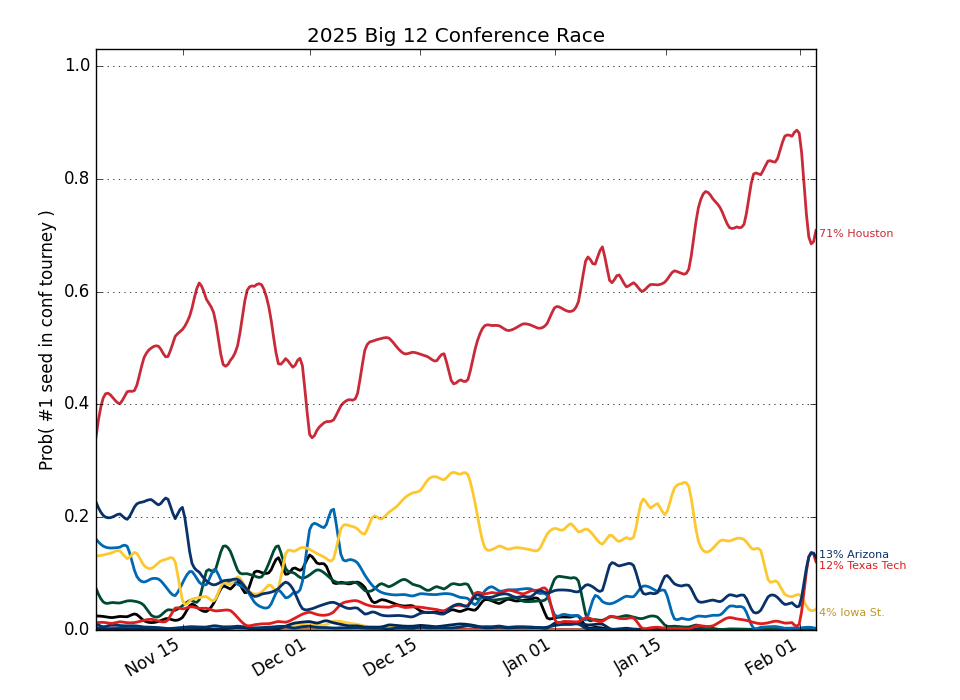 2025 Big 12 Conference Race
Prob( #1 seed in conf tourney )
1.0
0.8
0.6
0.4
0.2
0.0
71% Houston
13% Arizona
12% Texas Tech
4% Iowa St.
Nov 15
Dec 01
Dec 15
Jan 01
Jan 15
Feb 01